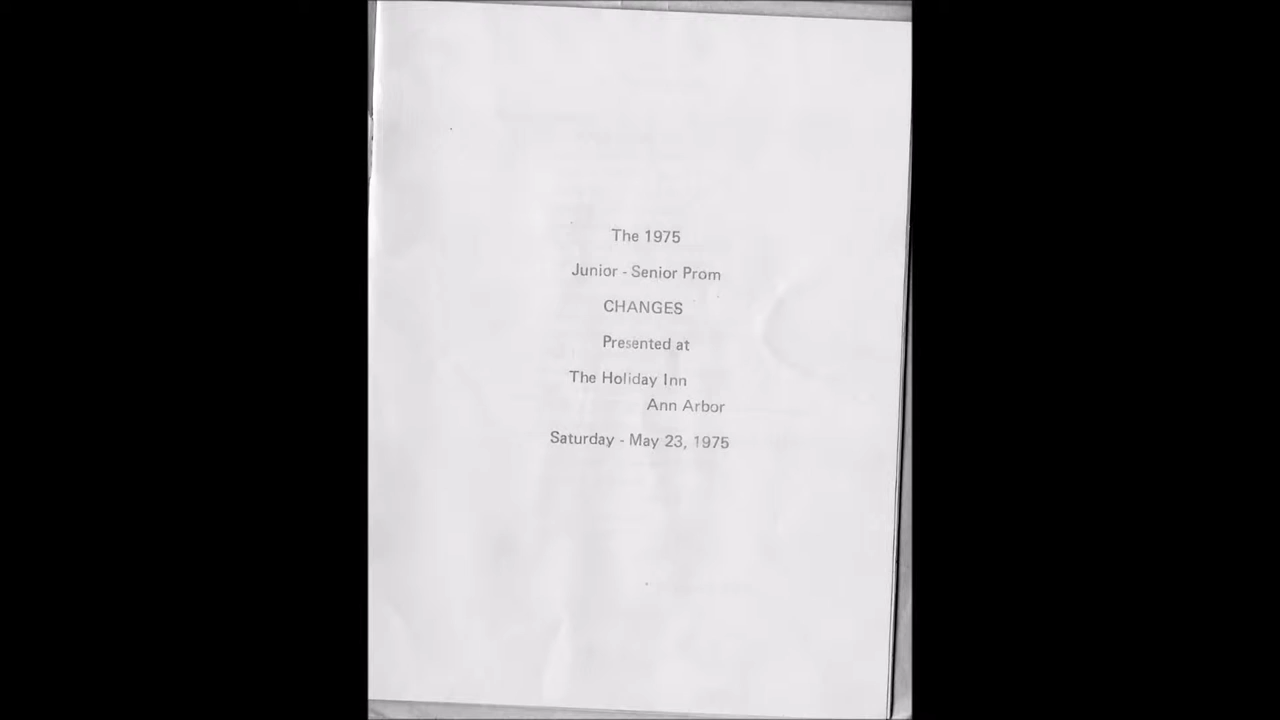 The 1975
Junior - Senior Prom
CHANGES
Presented at
The Holiday Inn
Ann Arbor
Saturday - May 23, 1975